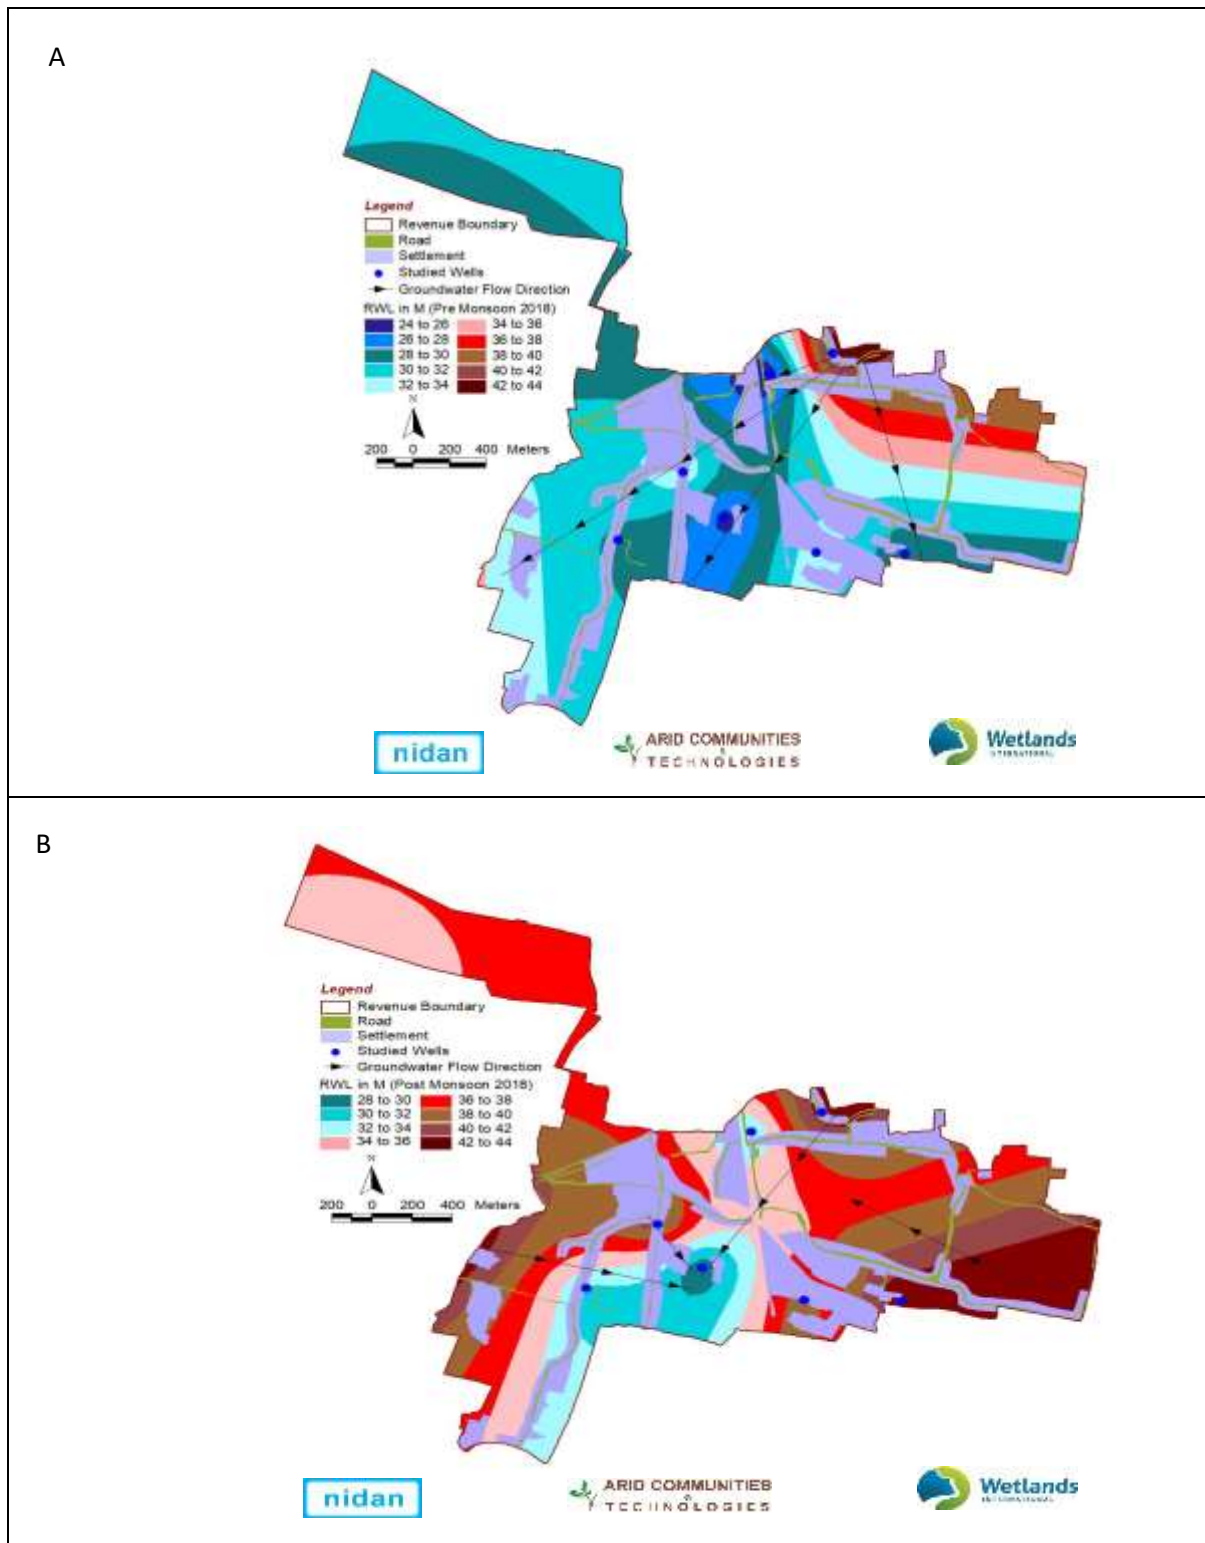 A
Legend
Revenue Boundary
Road
Settlement
Studied Wells
Groundwater Flow Direction
RWL in M (Pre Monsoon 2018)
24 to 26 34 to 36
26 to 28 36 to 38
28 to 30 38 to 40
30 to 32 40 to 42
32 to 34 42 to 44
N
200 0 200 400 Meters
nidan
ARID COMMUNITIES
&
TECHNOLOGIES
Wetlands
INTERNATIONAL
B
Legend
Revenue Boundary
Road
Settlement
Studied Wells
Groundwater Flow Direction
RWL in M (Post Monsoon 2018)
28 to 30 36 to 38
30 to 32 38 to 40
32 to 34 40 to 42
34 to 36 42 to 44
N
200 0 200 400 Meters
nidan
ARID COMMUNITIES
&
TECHNOLOGIES
Wetlands
INTERNATIONAL